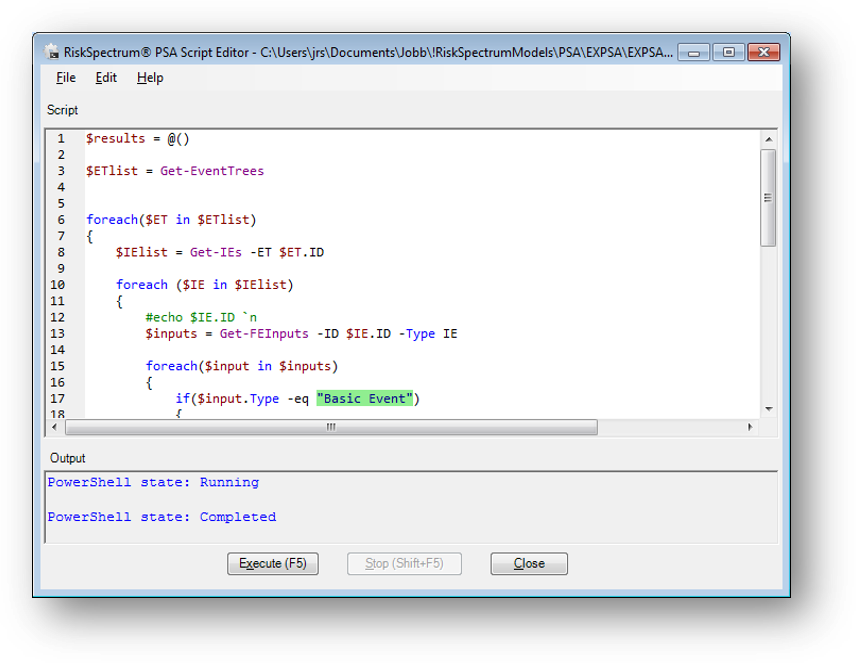 RiskSpectrum® PSA Script Editor - C:\Users\jrs\Documents\Jobb\!RiskSpectrumModels\PSA\EXPSA\EXPSA...
File Edit Help
Script
1 $results = @()
2
3 $ETlist = Get-EventTrees
4
5
6 foreach($ET in $ETlist)
7 {
8 $IElist = Get-IEs -ET $ET.ID
9
10 foreach ($IE in $IElist)
11 {
12 #echo $IE.ID `n
13 $inputs = Get-FEInputs -ID $IE.ID -Type IE
14
15 foreach($input in $inputs)
16 {
17 if($input.Type -eq "Basic Event")
18 {
Output
PowerShell state: Running
PowerShell state: Completed
Execute (F5) Stop (Shift+F5) Close